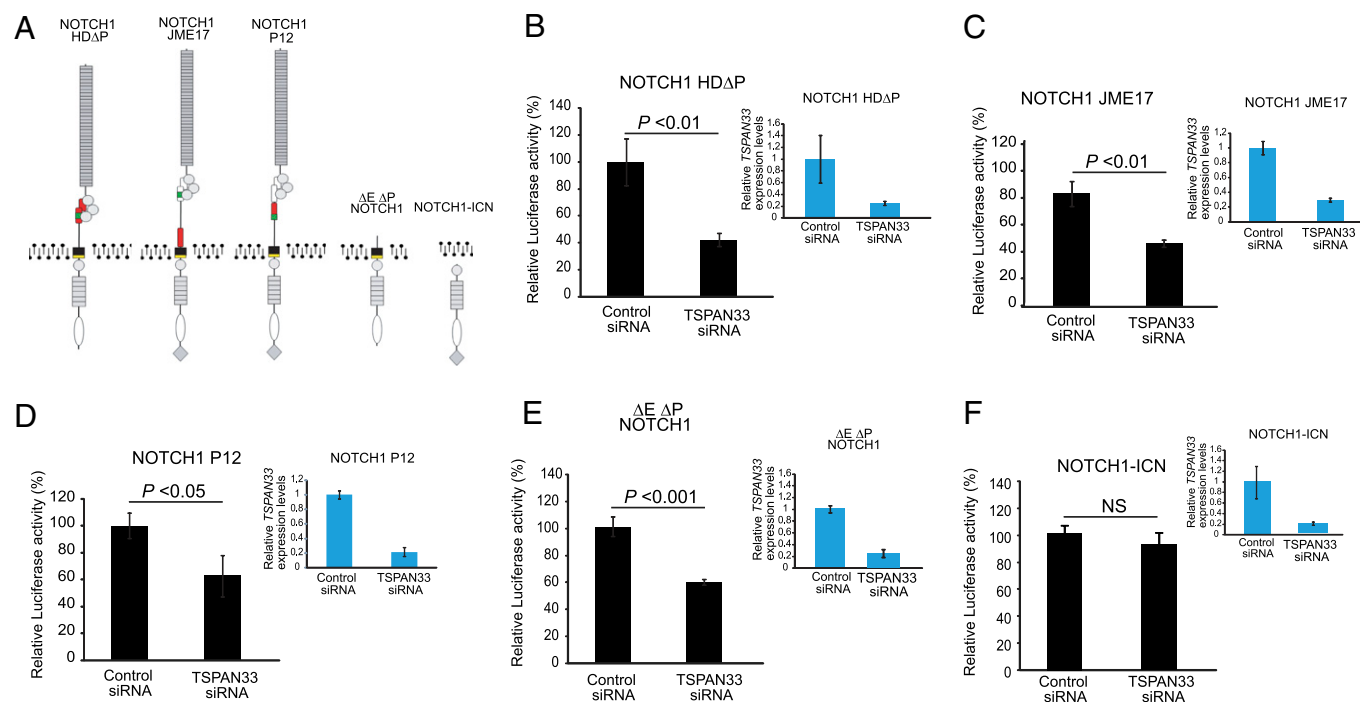 A
NOTCH1
HDΔP
NOTCH1
JME17
NOTCH1
P12
ΔE ΔP
NOTCH1
NOTCH1-ICN
B
NOTCH1 HDΔP
Relative Luciferase activity (%)
140
120
100
80
60
40
20
0
P <0.01
Control
siRNA
TSPAN33
siRNA
NOTCH1 HDΔP
Relative TSPAN33
expression levels
1.6
1.4
1.2
1
0.8
0.6
0.4
0.2
0
Control
siRNA
TSPAN33
siRNA
C
NOTCH1 JME17
Relative Luciferase activity (%)
120
100
80
60
40
20
0
P <0.01
Control
siRNA
TSPAN33
siRNA
NOTCH1 JME17
Relative TSPAN33
expression levels
1.2
1
0.8
0.6
0.4
0.2
0
Control
siRNA
TSPAN33
siRNA
D
NOTCH1 P12
Relative Luciferase activity (%)
120
100
80
60
40
20
0
P <0.05
Control
siRNA
TSPAN33
siRNA
NOTCH1 P12
Relative TSPAN33
expression levels
1.4
1.2
1
0.8
0.6
0.4
0.2
0
Control
siRNA
TSPAN33
siRNA
E
ΔE ΔP
NOTCH1
Relative Luciferase activity (%)
140
120
100
80
60
40
20
0
P <0.001
Control
siRNA
TSPAN33
siRNA
ΔE ΔP
NOTCH1
Relative TSPAN33
expression levels
1.6
1.4
1.2
1
0.8
0.6
0.4
0.2
0
Control
siRNA
TSPAN33
siRNA
F
NOTCH1-ICN
Relative Luciferase activity (%)
140
120
100
80
60
40
20
0
NS
Control
siRNA
TSPAN33
siRNA
NOTCH1-ICN
Relative TSPAN33
expression levels
1.6
1.4
1.2
1
0.8
0.6
0.4
0.2
0
Control
siRNA
TSPAN33
siRNA